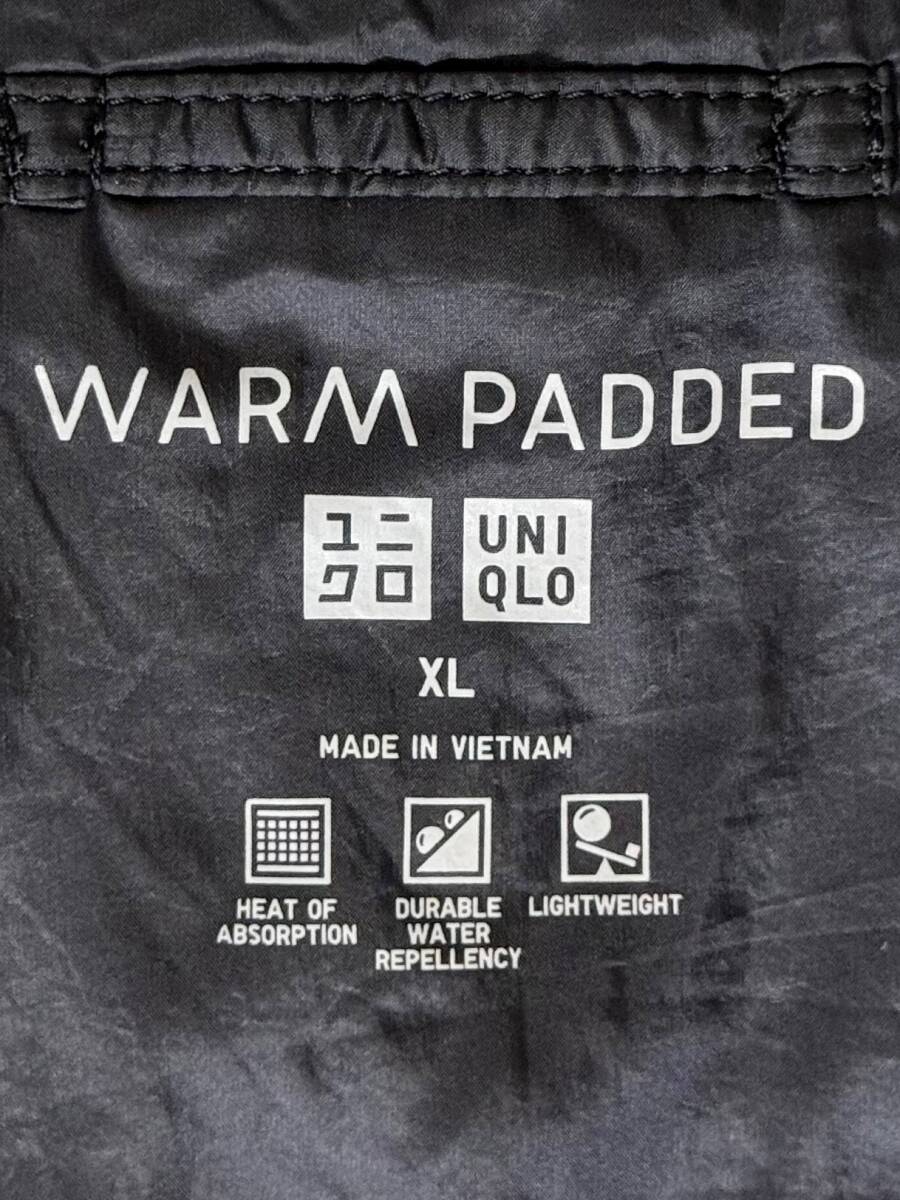 WARM PADDED
ユニ
クロ
UNI
QLO
XL
MADE IN VIETNAM
HEAT OF
ABSORPTION
DURABLE
WATER
REPELLENCY
LIGHTWEIGHT